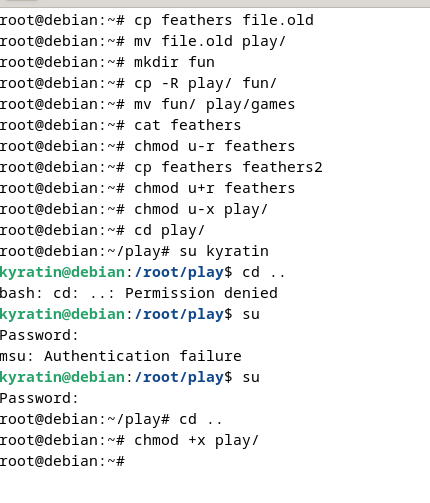 root@debian:~# cp feathers file.old
root@debian:~# mv file.old play/
root@debian:~# mkdir fun
root@debian:~# cp -R play/ fun/
root@debian:~# mv fun/ play/games
root@debian:~# cat feathers
root@debian:~# chmod u-r feathers
root@debian:~# cp feathers feathers2
root@debian:~# chmod u+r feathers
root@debian:~# chmod u-x play/
root@debian:~# cd play/
root@debian:~/play# su kyratin
kyratin@debian:/root/play$ cd ..
bash: cd: ..: Permission denied
kyratin@debian:/root/play$ su
Password:
msu: Authentication failure
kyratin@debian:/root/play$ su
Password:
root@debian:~/play# cd ..
root@debian:~# chmod +x play/
root@debian:~#